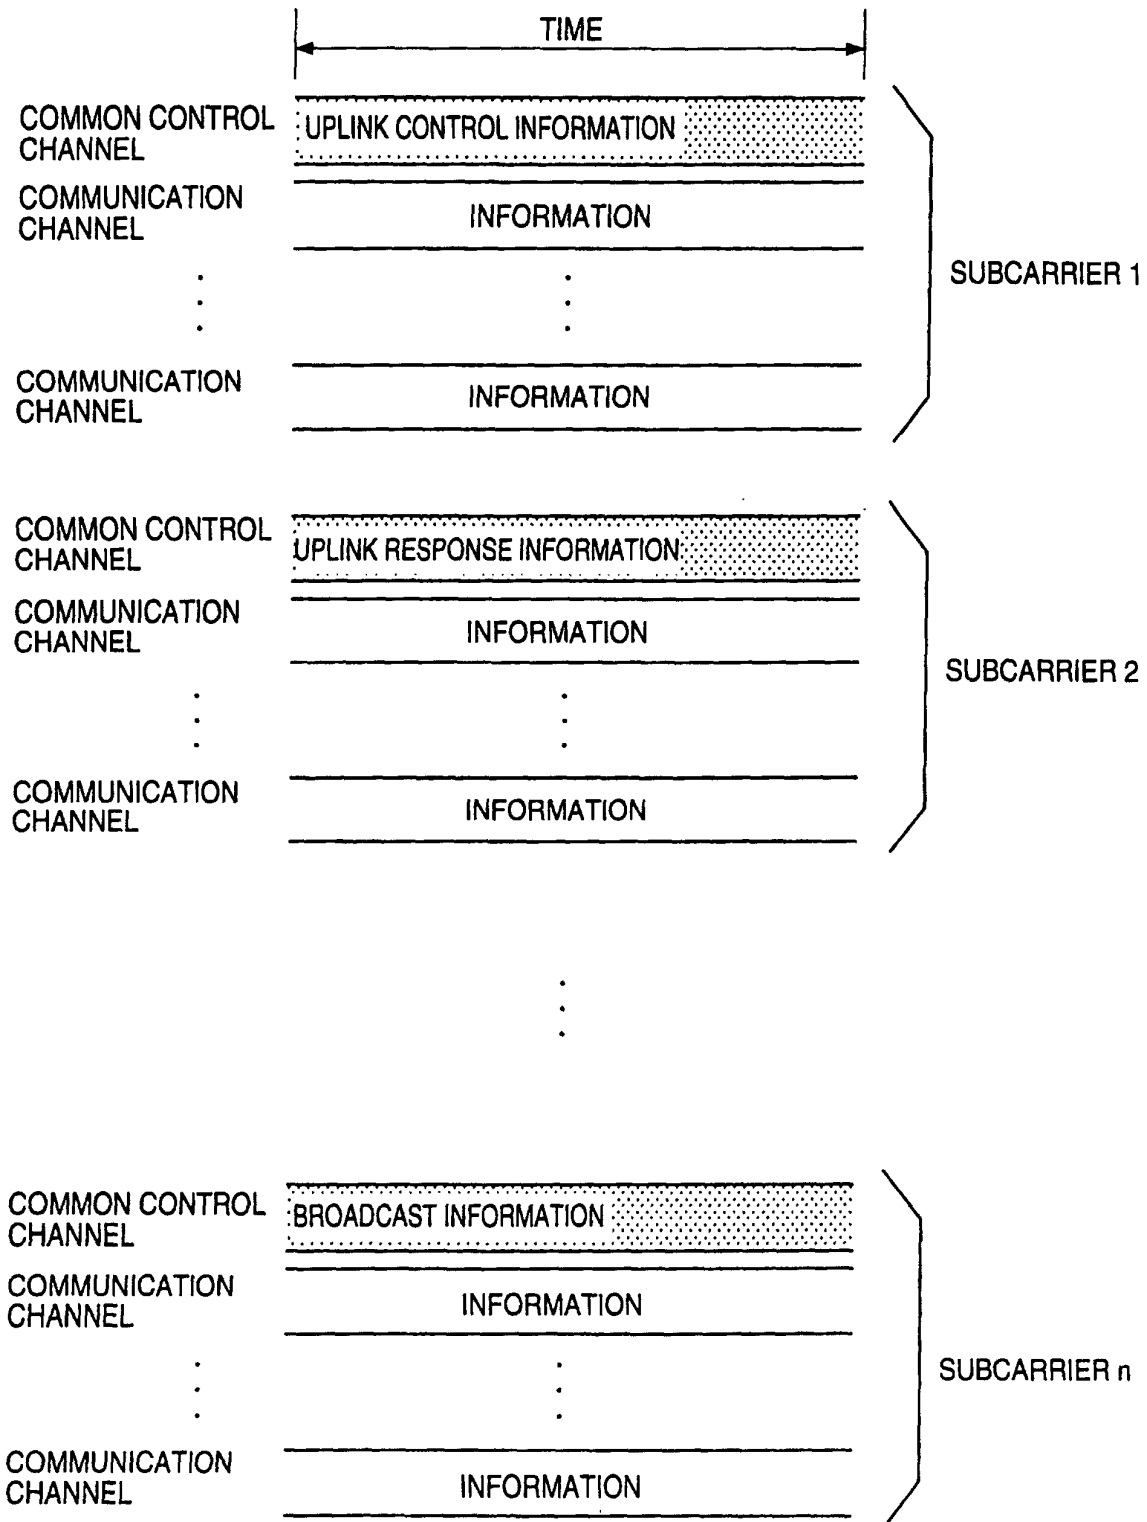 TIME
COMMON CONTROL
CHANNEL
UPLINK CONTROL INFORMATION
COMMUNICATION
CHANNEL
INFORMATION
SUBCARRIER 1
COMMUNICATION
CHANNEL
INFORMATION
COMMON CONTROL
CHANNEL
UPLINK RESPONSE INFORMATION
COMMUNICATION
CHANNEL
INFORMATION
SUBCARRIER 2
COMMUNICATION
CHANNEL
INFORMATION
COMMON CONTROL
CHANNEL
BROADCAST INFORMATION
COMMUNICATION
CHANNEL
INFORMATION
SUBCARRIER n
COMMUNICATION
CHANNEL
INFORMATION